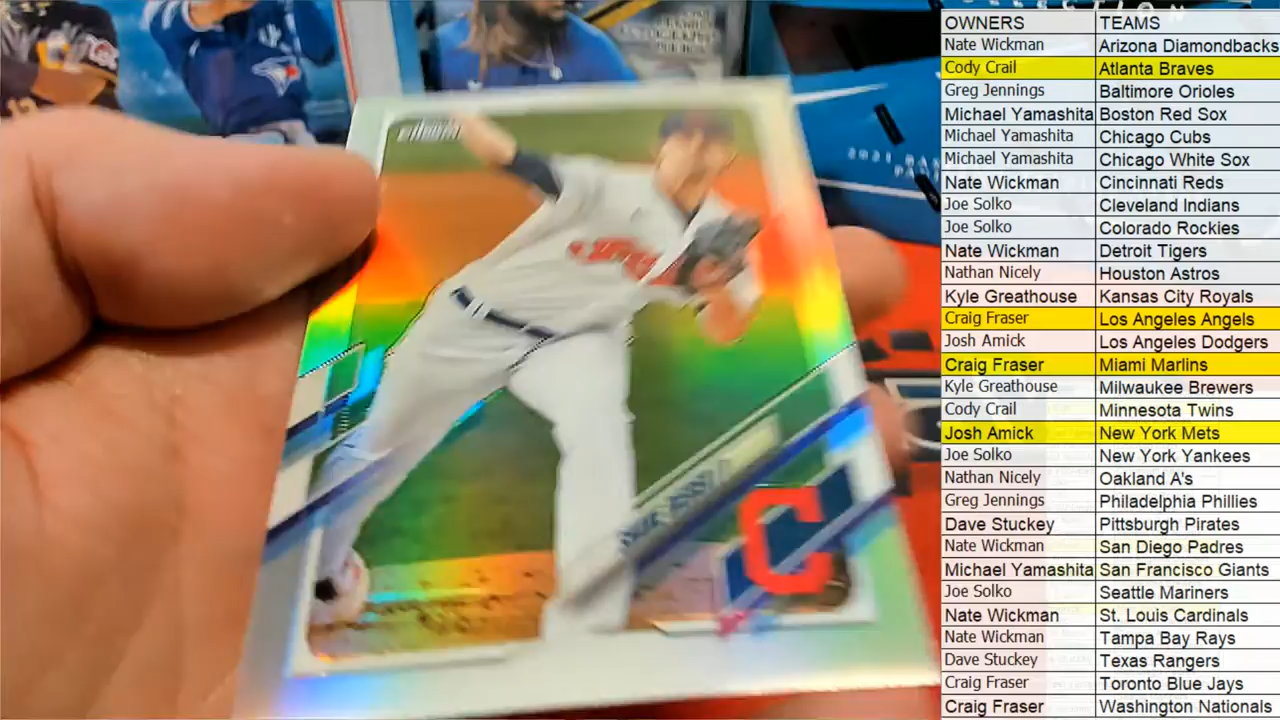 OWNERS TEAMS
Nate Wickman Arizona Diamondbacks
Cody Crail Atlanta Braves
Greg Jennings Baltimore Orioles
Michael Yamashita Boston Red Sox
Michael Yamashita Chicago Cubs
Michael Yamashita Chicago White Sox
Nate Wickman Cincinnati Reds
Joe Solko Cleveland Indians
Joe Solko Colorado Rockies
Nate Wickman Detroit Tigers
Nathan Nicely Houston Astros
Kyle Greathouse Kansas City Royals
Craig Fraser Los Angeles Angels
Josh Amick Los Angeles Dodgers
Craig Fraser Miami Marlins
Kyle Greathouse Milwaukee Brewers
Cody Crail Minnesota Twins
Josh Amick New York Mets
Joe Solko New York Yankees
Nathan Nicely Oakland A's
Greg Jennings Philadelphia Phillies
Dave Stuckey Pittsburgh Pirates
Nate Wickman San Diego Padres
Michael Yamashita San Francisco Giants
Joe Solko Seattle Mariners
Nate Wickman St. Louis Cardinals
Nate Wickman Tampa Bay Rays
Dave Stuckey Texas Rangers
Craig Fraser Toronto Blue Jays
Craig Fraser Washington Nationals
C